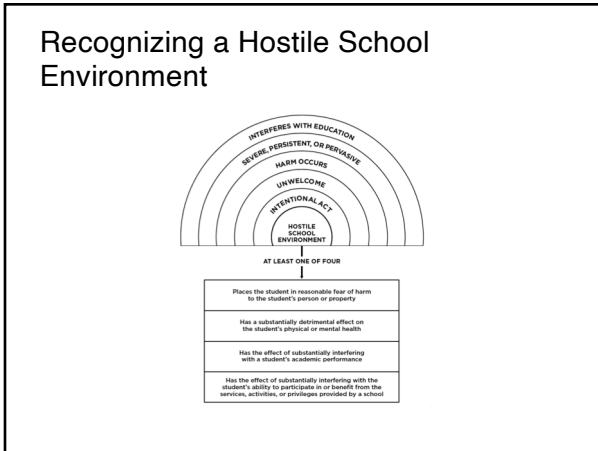 Recognizing a Hostile School
Environment
INTERFERES WITH EDUCATION
SEVERE, PERSISTENT, OR PERVASIVE
HARM OCCURS
UNWELCOME
INTENTIONAL ACT
HOSTILE
SCHOOL
ENVIRONMENT
AT LEAST ONE OF FOUR
Places the student in reasonable fear of harm
to the student's person or property
Has a substantially detrimental effect on
the student's physical or mental health
Has the effect of substantially interfering
with a student's academic performance
Has the effect of substantially interfering with the
student's ability to participate in or benefit from the
services, activities, or privileges provided by a school